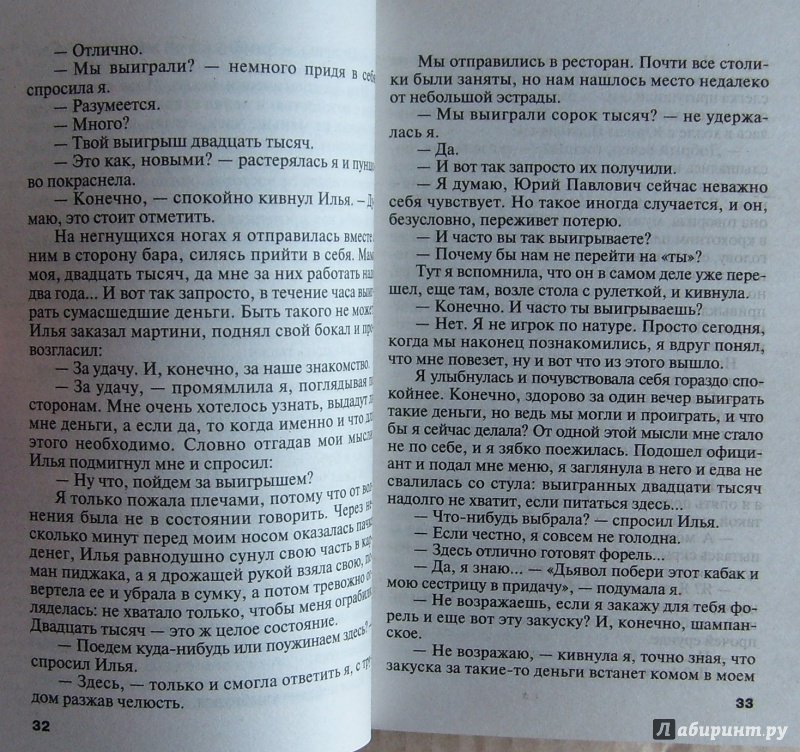 — Отлично.
— Мы выиграли? — немного придя в себя
спросила я.
— Разумеется.
— Много?
— Твой выигрыш двадцать тысяч.
— Это как, новыми? — растерялась я и пунцо
во покраснела.
— Конечно, — спокойно кивнул Илья. — Ду
маю, это стоит отметить.
На негнущихся ногах я отправилась вместе
ним в сторону бара, силясь прийти в себя. Мама
моя, двадцать тысяч, да мне за них работать
два года... И вот так запросто, в течение часа выиг
рать сумасшедшие деньги. Быть такого не може
Илья заказал мартини, поднял свой бокал и про
возгласил:
— За удачу. И, конечно, за наше знакомство.
— За удачу, — промямлила я, поглядывая п
сторонам. Мне очень хотелось узнать, выдадут л
мне деньги, а если да, то когда именно и что дл
этого необходимо. Словно отгадав мои мысл
Илья подмигнул мне и спросил:
— Ну что, пойдем за выигрышем?
Я только пожала плечами, потому что от вол
нения была не в состоянии говорить. Через не
сколько минут перед моим носом оказалась пачк
денег, Илья равнодушно сунул свою часть в кар
ман пиджака, а я дрожащей рукой взяла свою, по
вертела ее и убрала в сумку, а потом тревожно ог
ляделась: не хватало только, чтобы меня ограбили
Двадцать тысяч — это ж целое состояние.
— Поедем куда-нибудь или поужинаем здесь? —
спросил Илья.
— Здесь, — только и смогла ответить я, с тру
дом разжав челюсть.
32
Мы отправились в ресторан. Почти все столи-
ки были заняты, но нам нашлось место недалеко
от небольшой эстрады.
— Мы выиграли сорок тысяч? — не удержа-
лась я.
— Да.
— И вот так запросто их получили.
— Я думаю, Юрий Павлович сейчас неважно
себя чувствует. Но такое иногда случается, и он,
безусловно, переживет потерю.
— И часто вы так выигрываете?
— Почему бы нам не перейти на «ты»?
Тут я вспомнила, что он в самом деле уже пере-
шел, еще там, возле стола с рулеткой, и кивнула.
— Конечно. И часто ты выигрываешь?
— Нет. Я не игрок по натуре. Просто сегодня,
когда мы наконец познакомились, я вдруг понял,
что мне повезет, ну и вот что из этого вышло.
Я улыбнулась и почувствовала себя гораздо спо-
койнее. Конечно, здорово за один вечер выиграть
такие деньги, но ведь мы могли и проиграть, и что
бы я сейчас делала? От одной этой мысли мне стало
не по себе, и я зябко поежилась. Подошел офици-
ант и подал мне меню, я заглянула в него и едва не
свалилась со стула: выигранных двадцати тысяч
надолго не хватит, если питаться здесь...
— Что-нибудь выбрала? — спросил Илья.
— Если честно, я совсем не голодна.
— Здесь отлично готовят форель...
— Да, я знаю... — «Дьявол побери этот кабак и
мою сестрицу в придачу», — подумала я.
— Не возражаешь, если я закажу для тебя фо-
рель и еще вот эту закуску? И, конечно, шампан-
ское.
— Не возражаю, — кивнула я, точно зная, что
закуска за такие-то деньги встанет комом в моем
33
Лабиринт.ру